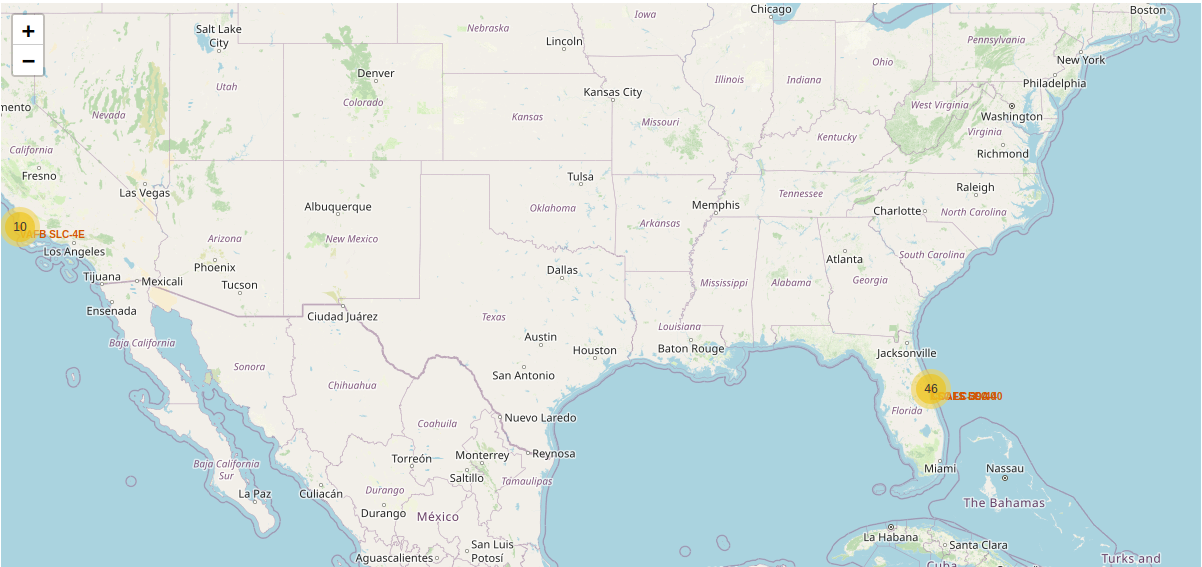 Boston
Chicago
Iowa
Nebraska
Salt Lake
City
+
Lincoln
Pennsylvania
New York
Ohio
−
Denver
Illinois
Indiana
Philadelphia
Utah
Kansas City
Colorado
mento
Nevada
Kansas
Missouri
West Virginia
Washington
Virginia
Kentucky
California
Richmond
Fresno
Tulsa
Las Vegas
Tennessee
Raleigh
Albuquerque
Oklahoma
Memphis
Charlotte
North Carolina
10
AFB SLC-4E
Arizona
New Mexico
Arkansas
Los Angeles
South Carolina
Atlanta
Phoenix
Dallas
Tijuana
Mexicali
Tucson
Mississippi
Alabama
Georgia
Ensenada
Ciudad Juárez
Texas
Louisiana
Austin
Baja California
Houston
Baton Rouge
Jacksonville
Sonora
San Antonio
Chihuahua
46
Florida
Nuevo Laredo
Coahuila
Reynosa
Monterrey
Torreón
Baja California
Sur
Saltillo
Tamaulipas
Miami
Nassau
Durango
La Paz
Culiacán
The Bahamas
Durango
México
La Habana
San Luis
Potosí
Santa Clara
Aguascalientes
Turks and
Cuba